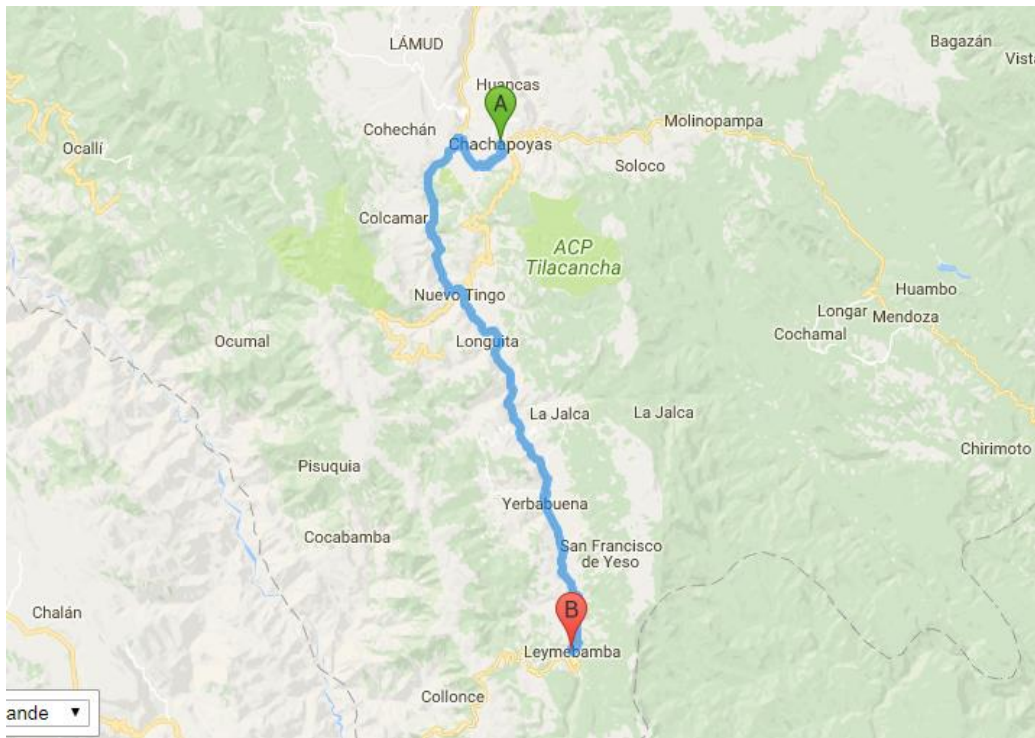 LÁMUD
Bagazán
Vist
Huancas
A
Molinopampa
Cohechán
Chachapoyas
Ocallí
Soloco
Colcamar
ACP
Tilacancha
Huambo
Nuevo Tingo
Longar
Mendoza
Cochamal
Ocumal
Longuita
La Jalca
La Jalca
Chirimoto
Pisuquia
Yerbabuena
Cocabamba
San Francisco
de Yeso
B
Chalán
Leymebamba
Collonce
ande